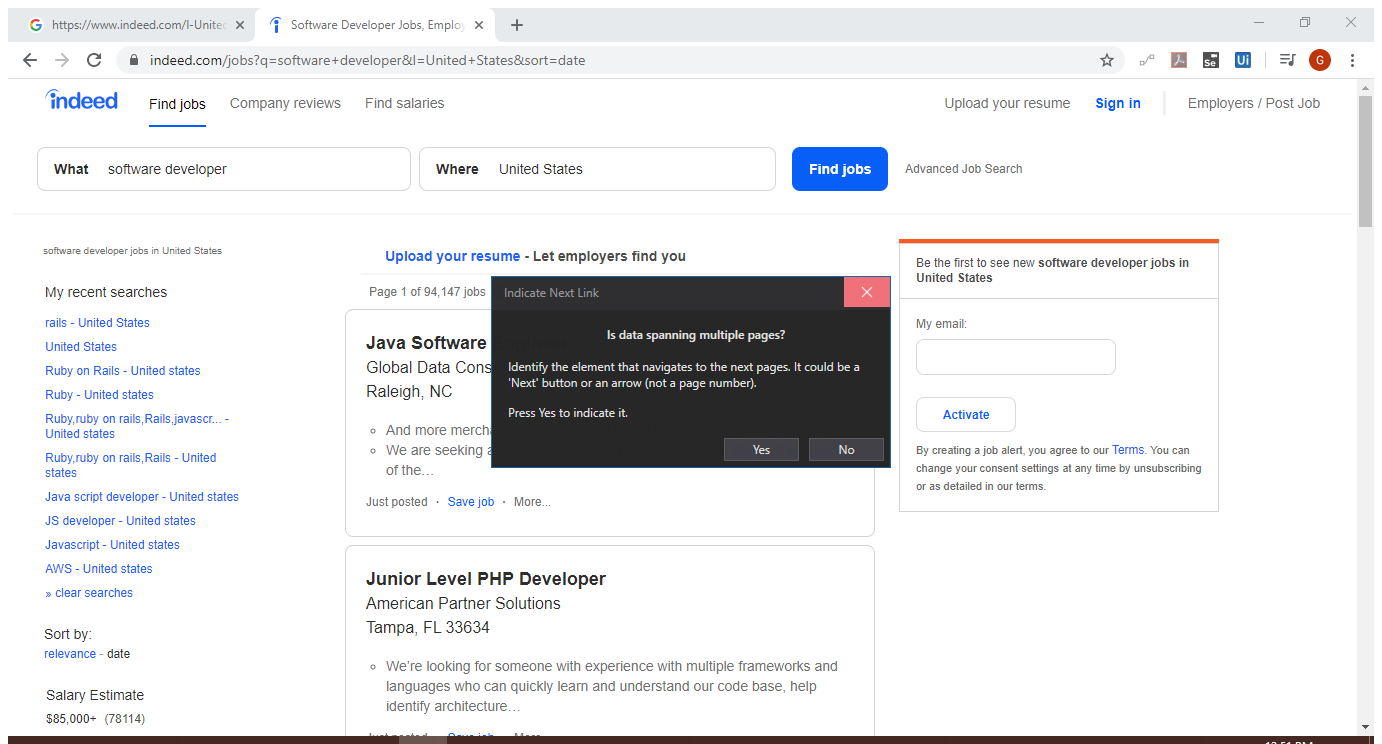 https://www.indeed.com/l-United
Software Developer Jobs, Employ
indeed.com/jobs?q=software+developer&l=United+States&sort=date
Se
Ui
G
indeed
Find jobs
Company reviews
Find salaries
Upload your resume
Sign in
Employers / Post Job
What software developer
Where United States
Find jobs
Advanced Job Search
software developer jobs in United States
My recent searches
rails - United States
United States
Ruby on Rails - United states
Ruby - United states
Ruby,ruby on rails,Rails,javascr... -
United states
Ruby,ruby on rails,Rails - United
states
Java script developer - United states
JS developer - United states
Javascript - United states
AWS - United states
» clear searches
Sort by:
relevance - date
Salary Estimate
$85,000+ (78114)
Upload your resume - Let employers find you
Page 1 of 94,147 jobs
Java Software
Global Data Cons
Raleigh, NC
And more mercha
We are seeking a
of the…
Just posted · Save job · More...
Indicate Next Link
Is data spanning multiple pages?
Identify the element that navigates to the next pages. It could be a
'Next' button or an arrow (not a page number).
Press Yes to indicate it.
Yes
No
Junior Level PHP Developer
American Partner Solutions
Tampa, FL 33634
We're looking for someone with experience with multiple frameworks and
languages who can quickly learn and understand our code base, help
identify architecture…
Just posted Save job More...
Be the first to see new software developer jobs in
United States
My email:
Activate
By creating a job alert, you agree to our Terms. You can
change your consent settings at any time by unsubscribing
or as detailed in our terms.
12:51 PM